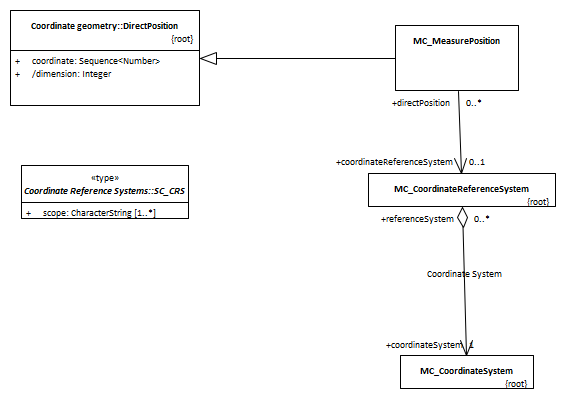 Coordinate geometry::DirectPosition
{root}
+ coordinate: Sequence<Number>
+ /dimension: Integer
MC_MeasurePosition
+directPosition 0..*
+coordinateReferenceSystem 0..1
«type»
Coordinate Reference Systems::SC_CRS
+ scope: CharacterString [1..*]
MC_CoordinateReferenceSystem
{root}
+referenceSystem 0..*
Coordinate System
+coordinateSystem 1
MC_CoordinateSystem
{root}